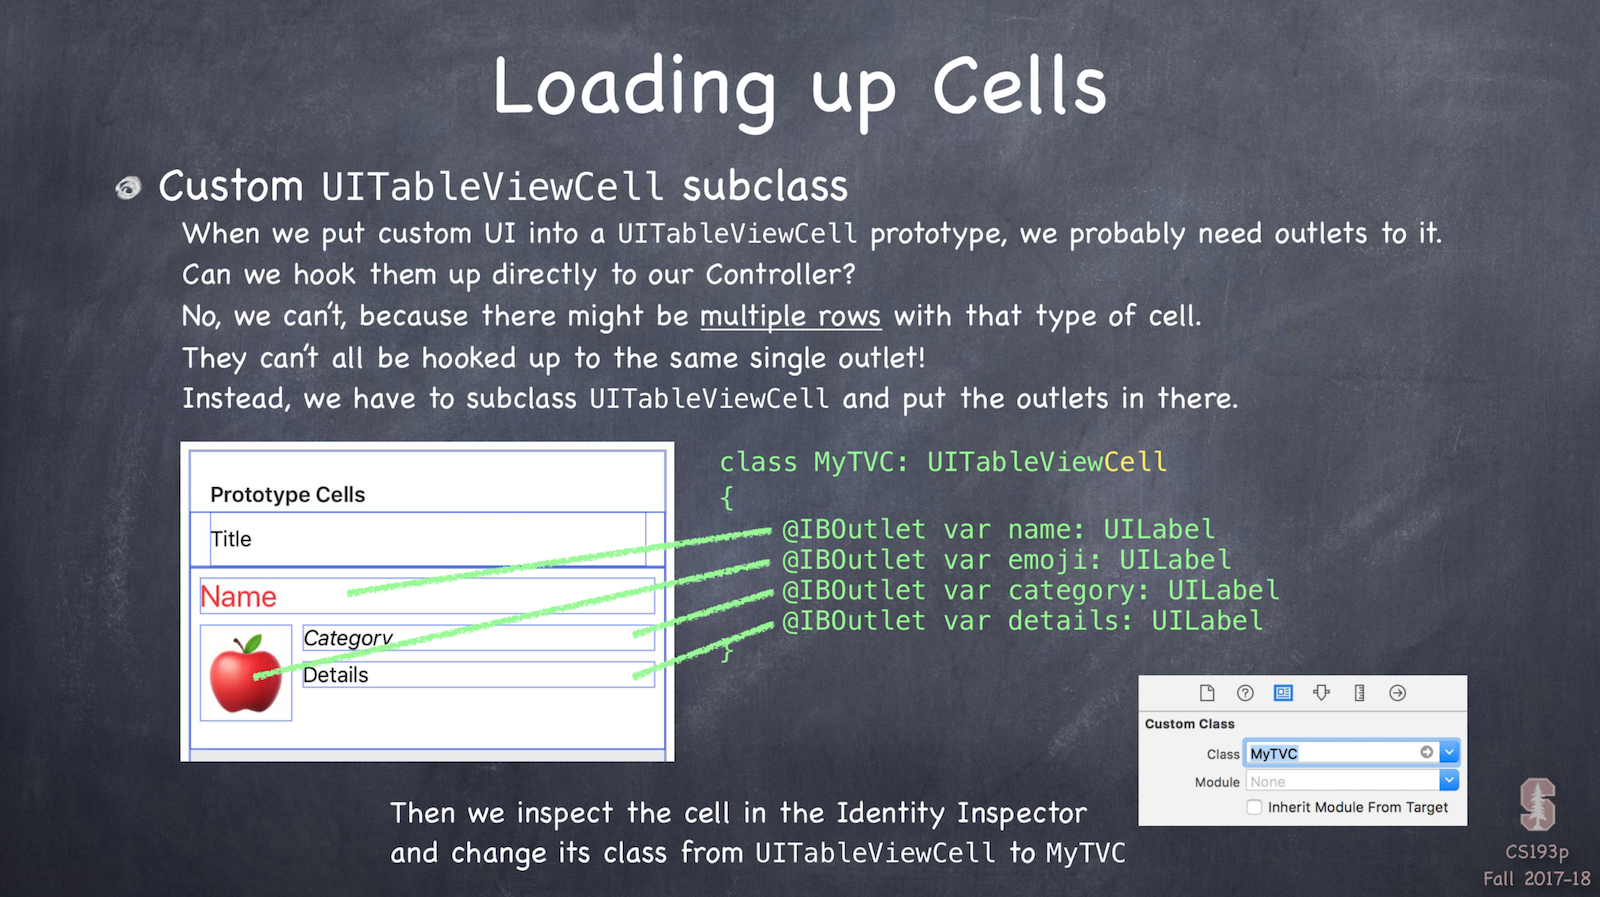 Loading up Cells
Custom UITableViewCell subclass
When we put custom UI into a UITableViewCell prototype, we probably need outlets to it.
Can we hook them up directly to our Controller?
No, we can't, because there might be multiple rows with that type of cell.
They can't all be hooked up to the same single outlet!
Instead, we have to subclass UITableViewCell and put the outlets in there.
Prototype Cells
Title
Name
Category
Details
class MyTVC: UITableViewCell
{
@IBOutlet var name: UILabel
@IBOutlet var emoji: UILabel
@IBOutlet var category: UILabel
@IBOutlet var details: UILabel
}
Custom Class
Class MyTVC
Module None
Inherit Module From Target
Then we inspect the cell in the Identity Inspector
and change its class from UITableViewCell to MyTVC
CS193p
Fall 2017-18